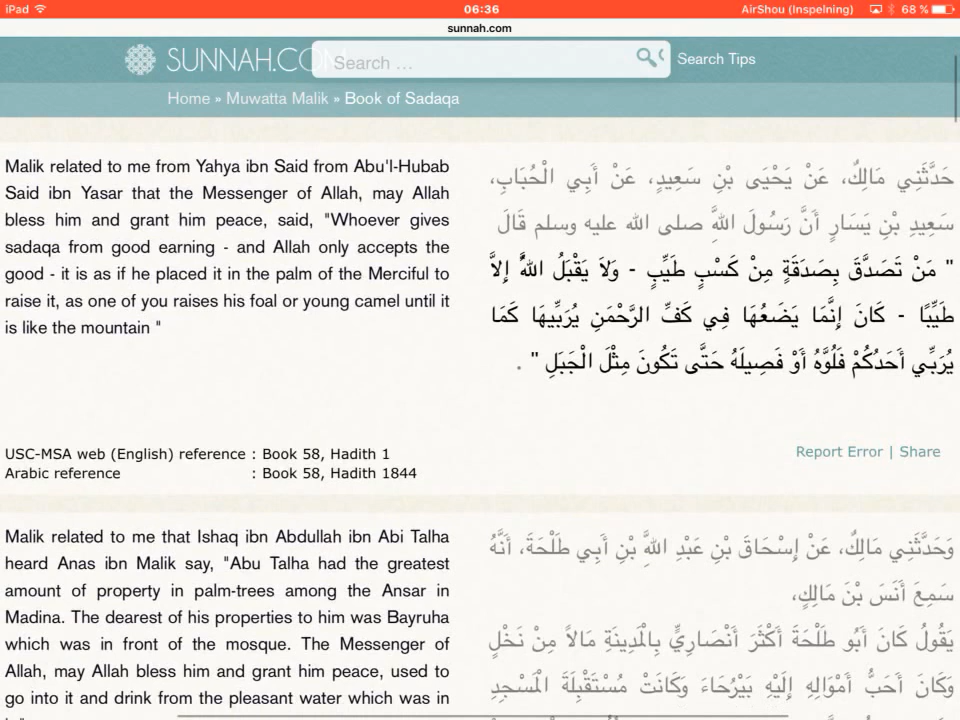 iPad 06:36 AirShou (Inspelning) 68 %
sunnah.com
SUNNAH.CO Search ... Search Tips
Home » Muwatta Malik » Book of Sadaqa
Malik related to me from Yahya ibn Said from Abu'l-Hubab
Said ibn Yasar that the Messenger of Allah, may Allah
bless him and grant him peace, said, "Whoever gives
sadaqa from good earning - and Allah only accepts the
good - it is as if he placed it in the palm of the Merciful to
raise it, as one of you raises his foal or young camel until it
is like the mountain "
حَدَّثَنِي مَالِكٌ، عَنْ يَحْيَى بْنِ سَعِيدٍ، عَنْ أَبِي الْحُبَابِ،
سَعِيدِ بْنِ يَسَارٍ أَنَّ رَسُولَ اللَّهِ صلى الله عليه وسلم قَالَ
" مَنْ تَصَدَّقَ بِصَدَقَةٍ مِنْ كَسْبٍ طَيِّبٍ - وَلاَ يَقْبَلُ اللَّهُ إِلاَّ
طَيِّبًا - كَانَ إِنَّمَا يَضَعُهَا فِي كَفِّ الرَّحْمَنِ يُرَبِّيهَا كَمَا
يُرَبِّي أَحَدُكُمْ فَلُوَّهُ أَوْ فَصِيلَهُ حَتَّى تَكُونَ مِثْلَ الْجَبَلِ " .
USC-MSA web (English) reference : Book 58, Hadith 1
Arabic reference : Book 58, Hadith 1844
Report Error | Share
Malik related to me that Ishaq ibn Abdullah ibn Abi Talha
heard Anas ibn Malik say, "Abu Talha had the greatest
amount of property in palm-trees among the Ansar in
Madina. The dearest of his properties to him was Bayruha
which was in front of the mosque. The Messenger of
Allah, may Allah bless him and grant him peace, used to
go into it and drink from the pleasant water which was in
وَحَدَّثَنِي مَالِكٌ، عَنْ إِسْحَاقَ بْنِ عَبْدِ اللَّهِ بْنِ أَبِي طَلْحَةَ، أَنَّهُ
سَمِعَ أَنَسَ بْنَ مَالِكٍ،
يَقُولُ كَانَ أَبُو طَلْحَةَ أَكْثَرَ أَنْصَارِيٍّ بِالْمَدِينَةِ مَالاً مِنْ نَخْلٍ
وَكَانَ أَحَبُّ أَمْوَالِهِ إِلَيْهِ بَيْرُحَاءَ وَكَانَتْ مُسْتَقْبِلَةَ الْمَسْجِدِ